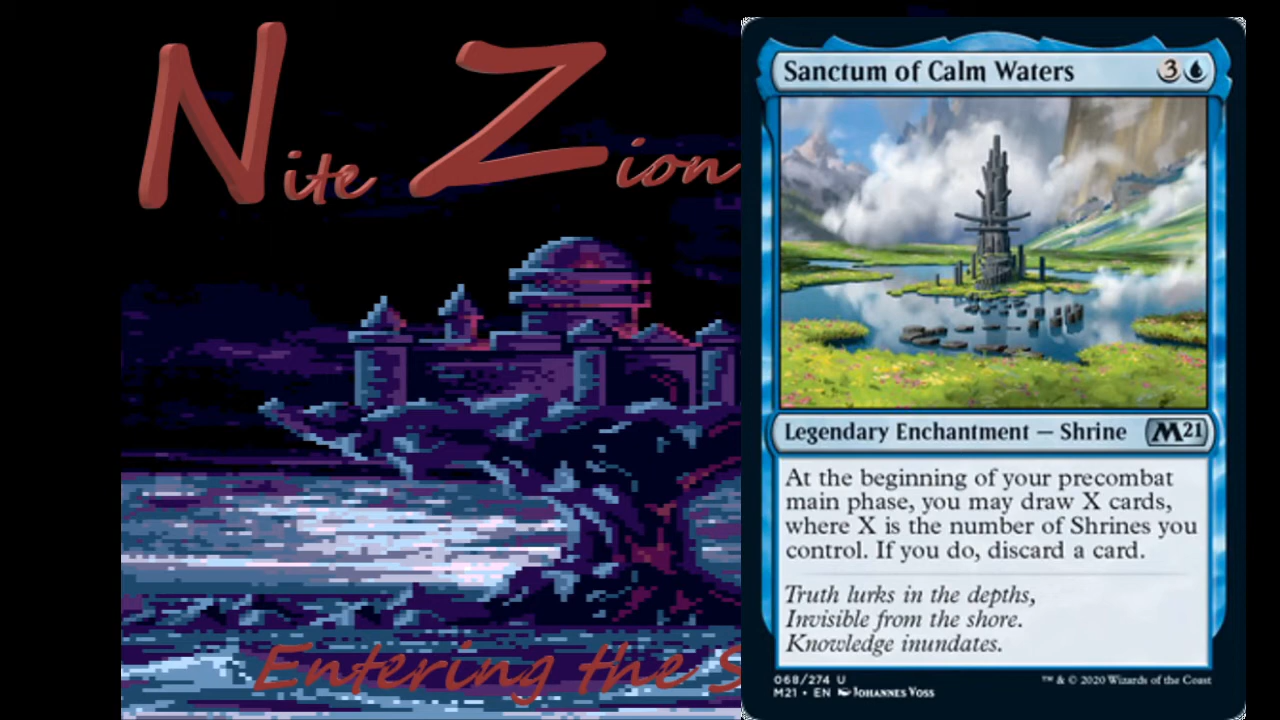 Nite Zion
Entering the S
Sanctum of Calm Waters 3
Legendary Enchantment — Shrine M21
At the beginning of your precombat
main phase, you may draw X cards,
where X is the number of Shrines you
control. If you do, discard a card.
Truth lurks in the depths,
Invisible from the shore.
Knowledge inundates.
068/274 U
M21 • EN Johannes Voss
™ & © 2020 Wizards of the Coast